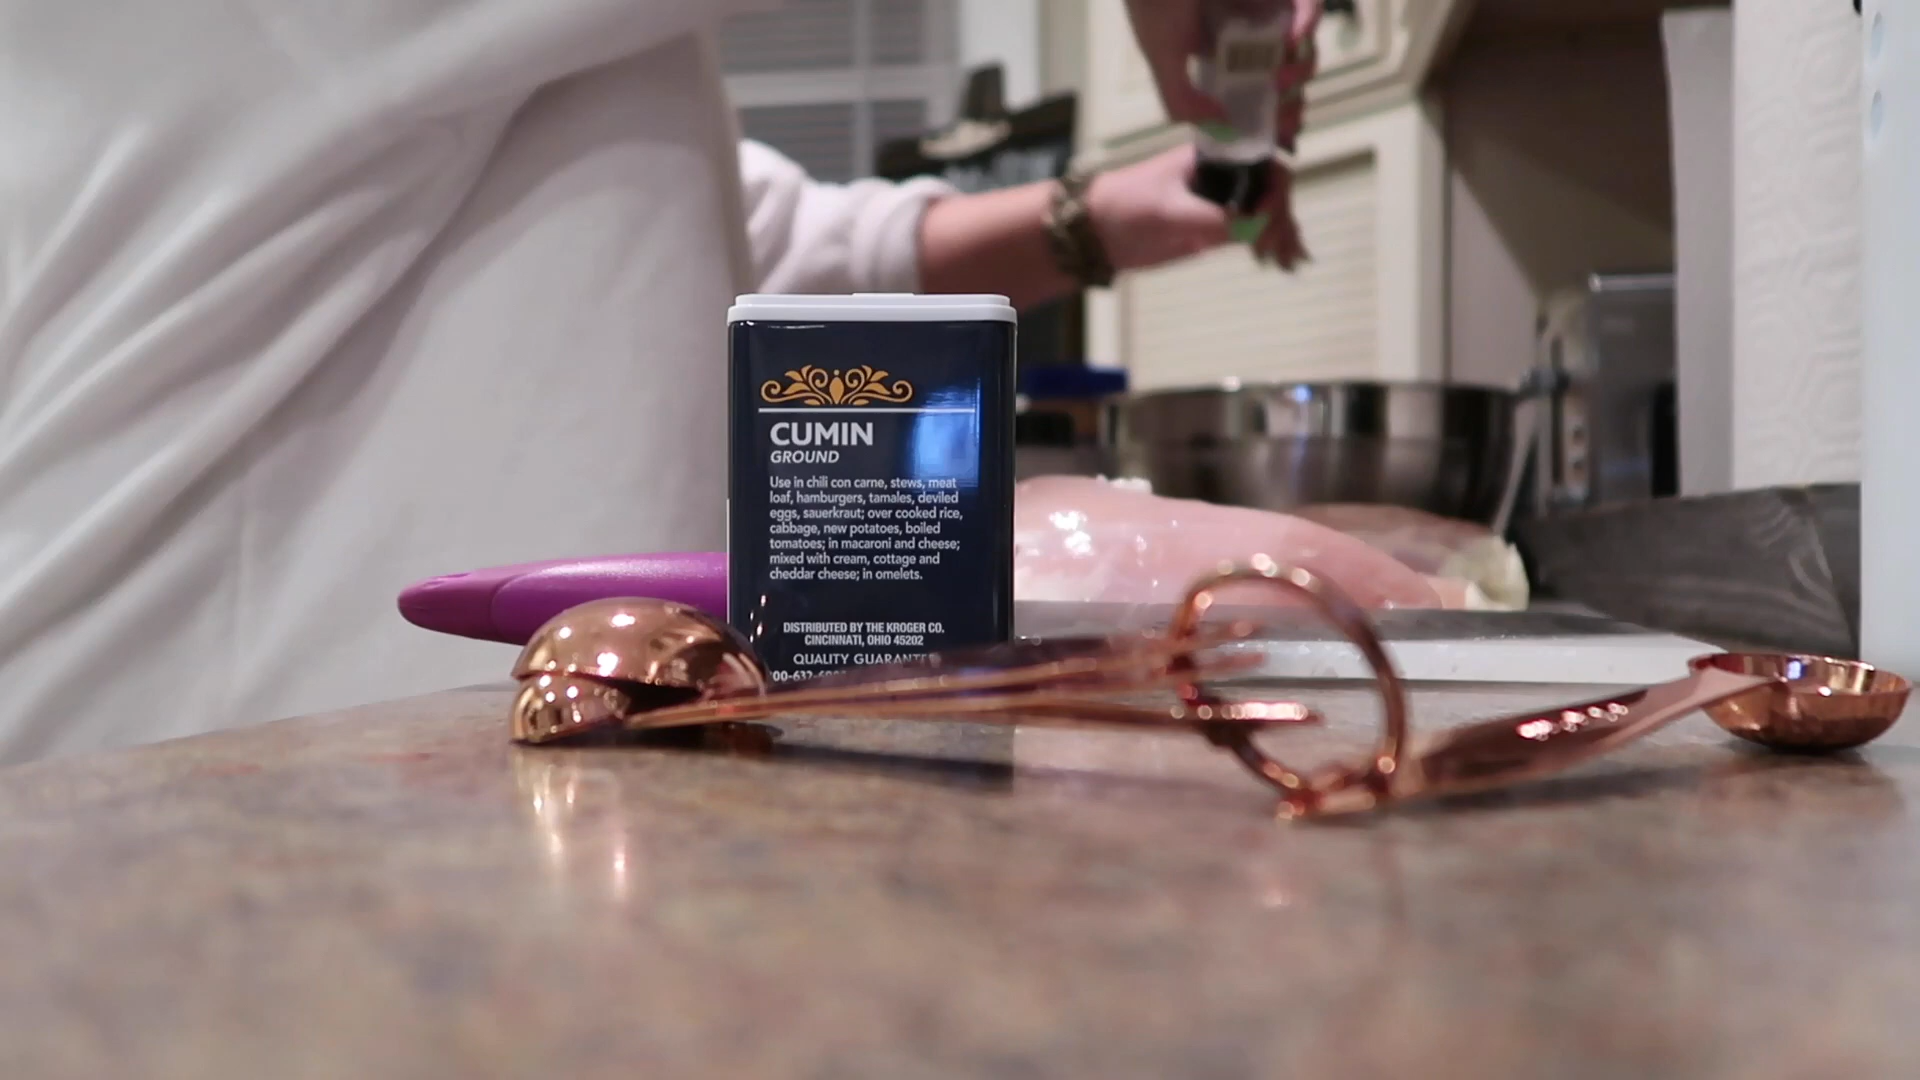 CUMIN
GROUND
Use in chili con carne, stews, meat
loaf, hamburgers, tamales, deviled
eggs, sauerkraut; over cooked rice,
cabbage, new potatoes, boiled
tomatoes; in macaroni and cheese;
mixed with cream, cottage and
cheddar cheese; in omelets.
DISTRIBUTED BY THE KROGER CO.
CINCINNATI, OHIO 45202
QUALITY